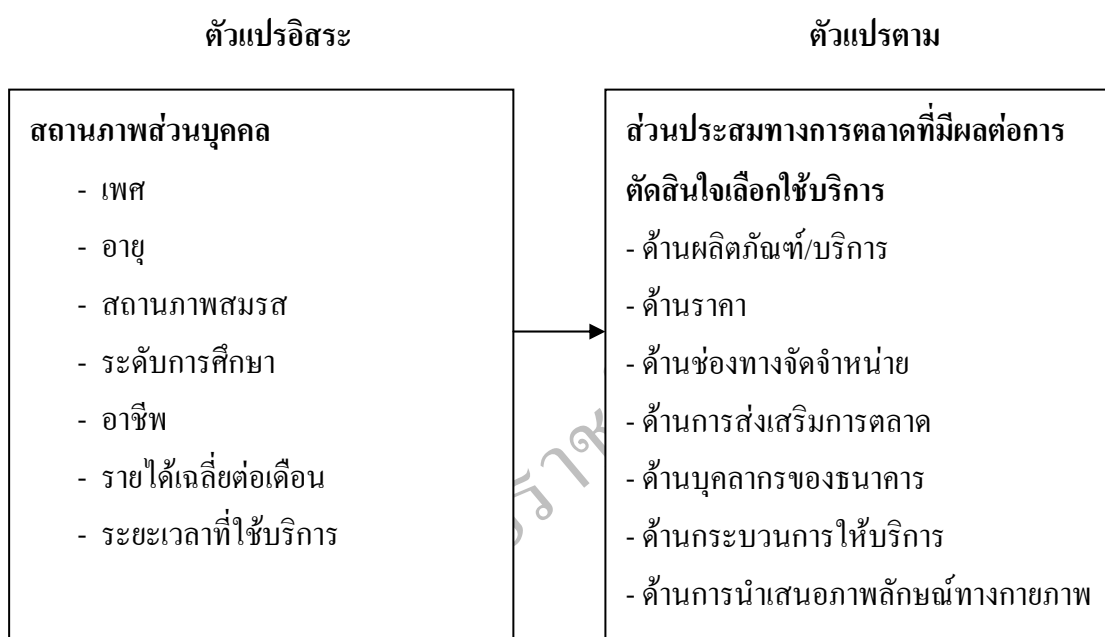 ตัวแปรอิสระ
ตัวแปรตาม
สถานภาพส่วนบุคคล
- เพศ
- อายุ
- สถานภาพสมรส
- ระดับการศึกษา
- อาชีพ
- รายได้เฉลี่ยต่อเดือน
- ระยะเวลาที่ใช้บริการ
ส่วนประสมทางการตลาดที่มีผลต่อการ
ตัดสินใจเลือกใช้บริการ
- ด้านผลิตภัณฑ์/บริการ
- ด้านราคา
- ด้านช่องทางจัดจำหน่าย
- ด้านการส่งเสริมการตลาด
- ด้านบุคลากรของธนาคาร
- ด้านกระบวนการให้บริการ
- ด้านการนำเสนอภาพลักษณ์ทางกายภาพ